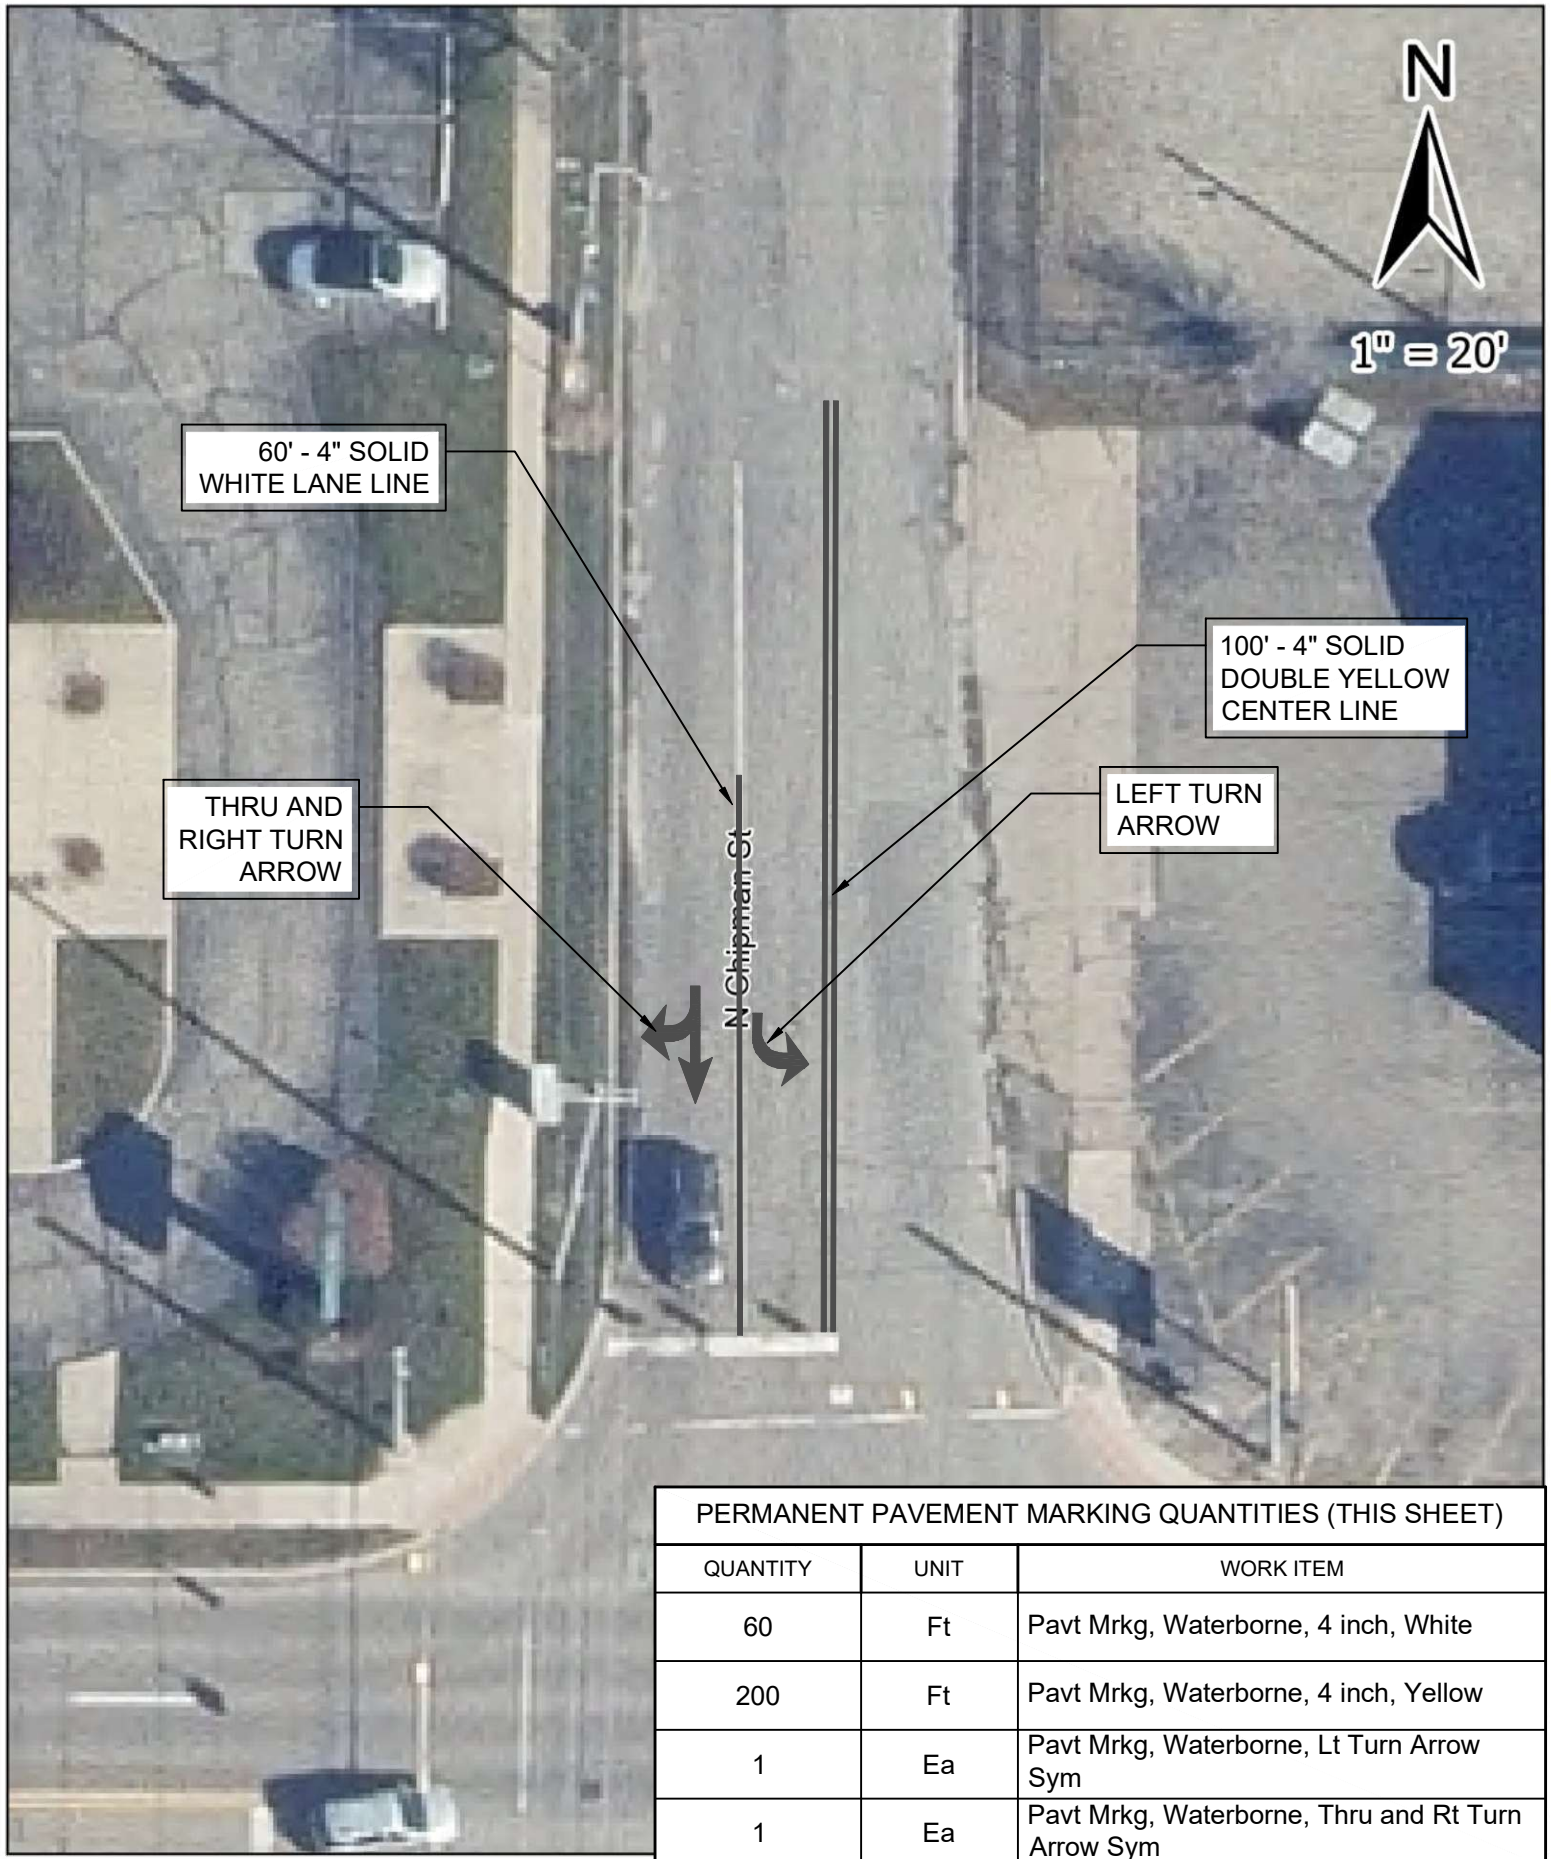 N
1" = 20'
60' - 4" SOLID
WHITE LANE LINE
100' - 4" SOLID
DOUBLE YELLOW
CENTER LINE
THRU AND
RIGHT TURN
ARROW
LEFT TURN
ARROW
N Chipman St
PERMANENT PAVEMENT MARKING QUANTITIES (THIS SHEET)
QUANTITY UNIT WORK ITEM
60 Ft Pavt Mrkg, Waterborne, 4 inch, White
200 Ft Pavt Mrkg, Waterborne, 4 inch, Yellow
1 Ea Pavt Mrkg, Waterborne, Lt Turn Arrow
Sym
1 Ea Pavt Mrkg, Waterborne, Thru and Rt Turn
Arrow Sym